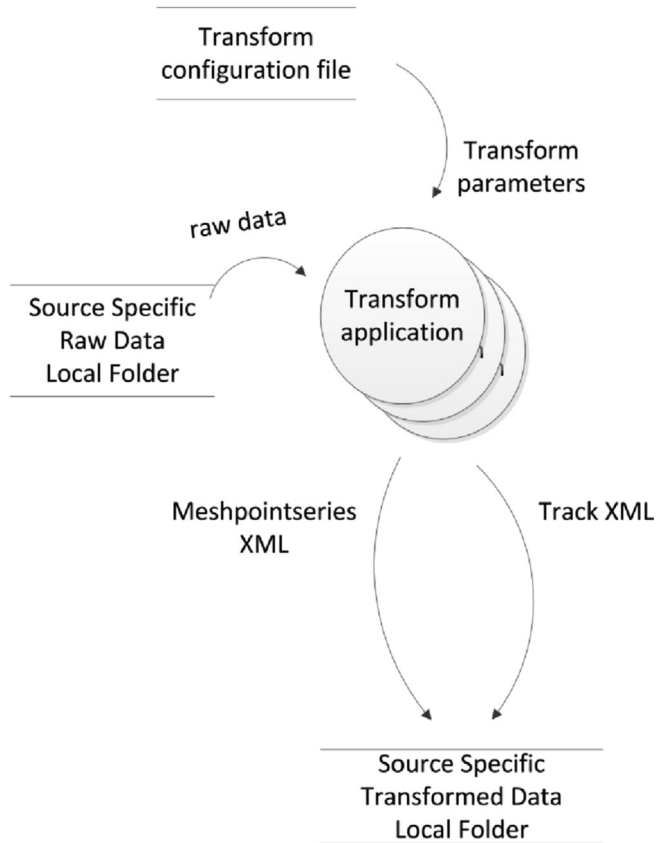 Transform
configuration file
Transform
parameters
raw data
Source Specific
Raw Data
Local Folder
Transform
application
Meshpointseries
XML
Track XML
Source Specific
Transformed Data
Local Folder